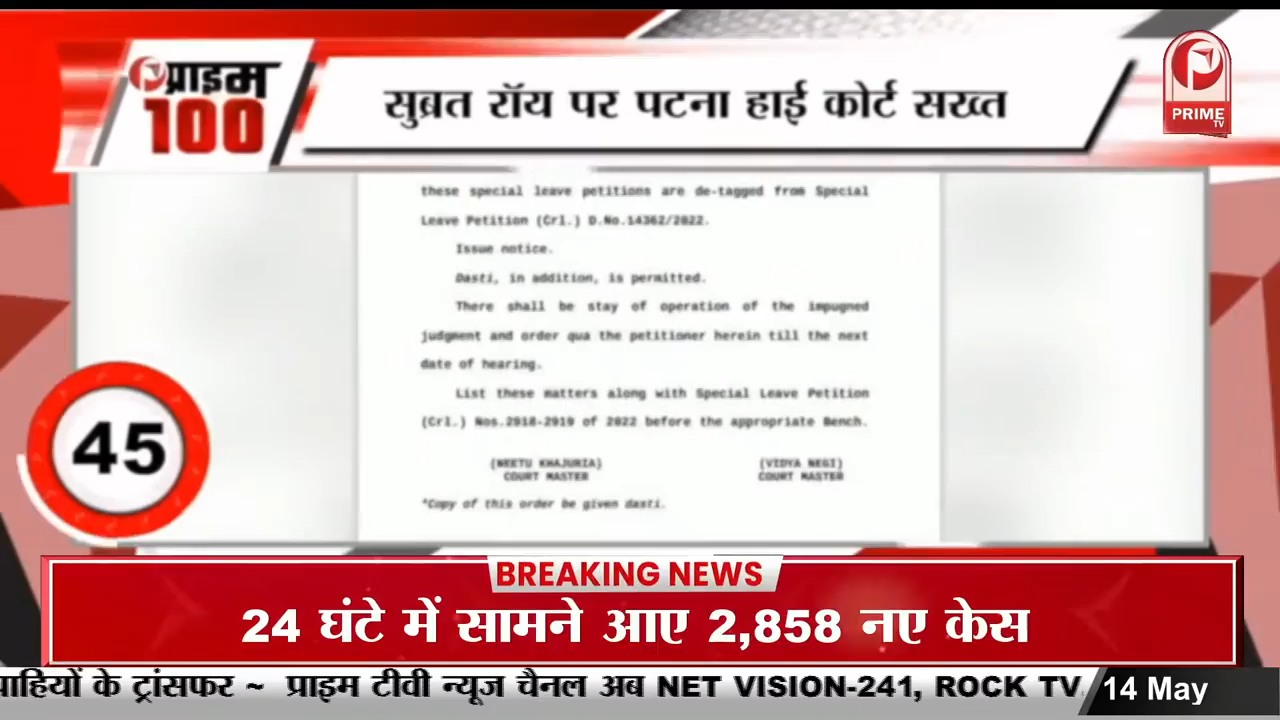 प्राइम
100
सुब्रत रॉय पर पटना हाई कोर्ट सख्त
PRIME
TV
these special leave petitions are de-tagged from Special
Leave Petition (Crl.) D.No.14362/2022.
Issue notice.
Dasti, in addition, is permitted.
There shall be stay of operation of the impugned
judgment and order qua the petitioner herein till the next
date of hearing.
List these matters along with Special Leave Petition
(Crl.) Nos.2918-2919 of 2022 before the appropriate Bench.
(NEETU KHAJURIA) (VIDYA NEGI)
COURT MASTER COURT MASTER
*Copy of this order be given dasti.
45
BREAKING NEWS
24 घंटे में सामने आए 2,858 नए केस
पाहियों के ट्रांसफर ~ प्राइम टीवी न्यूज चैनल अब NET VISION-241, ROCK TV
14 May